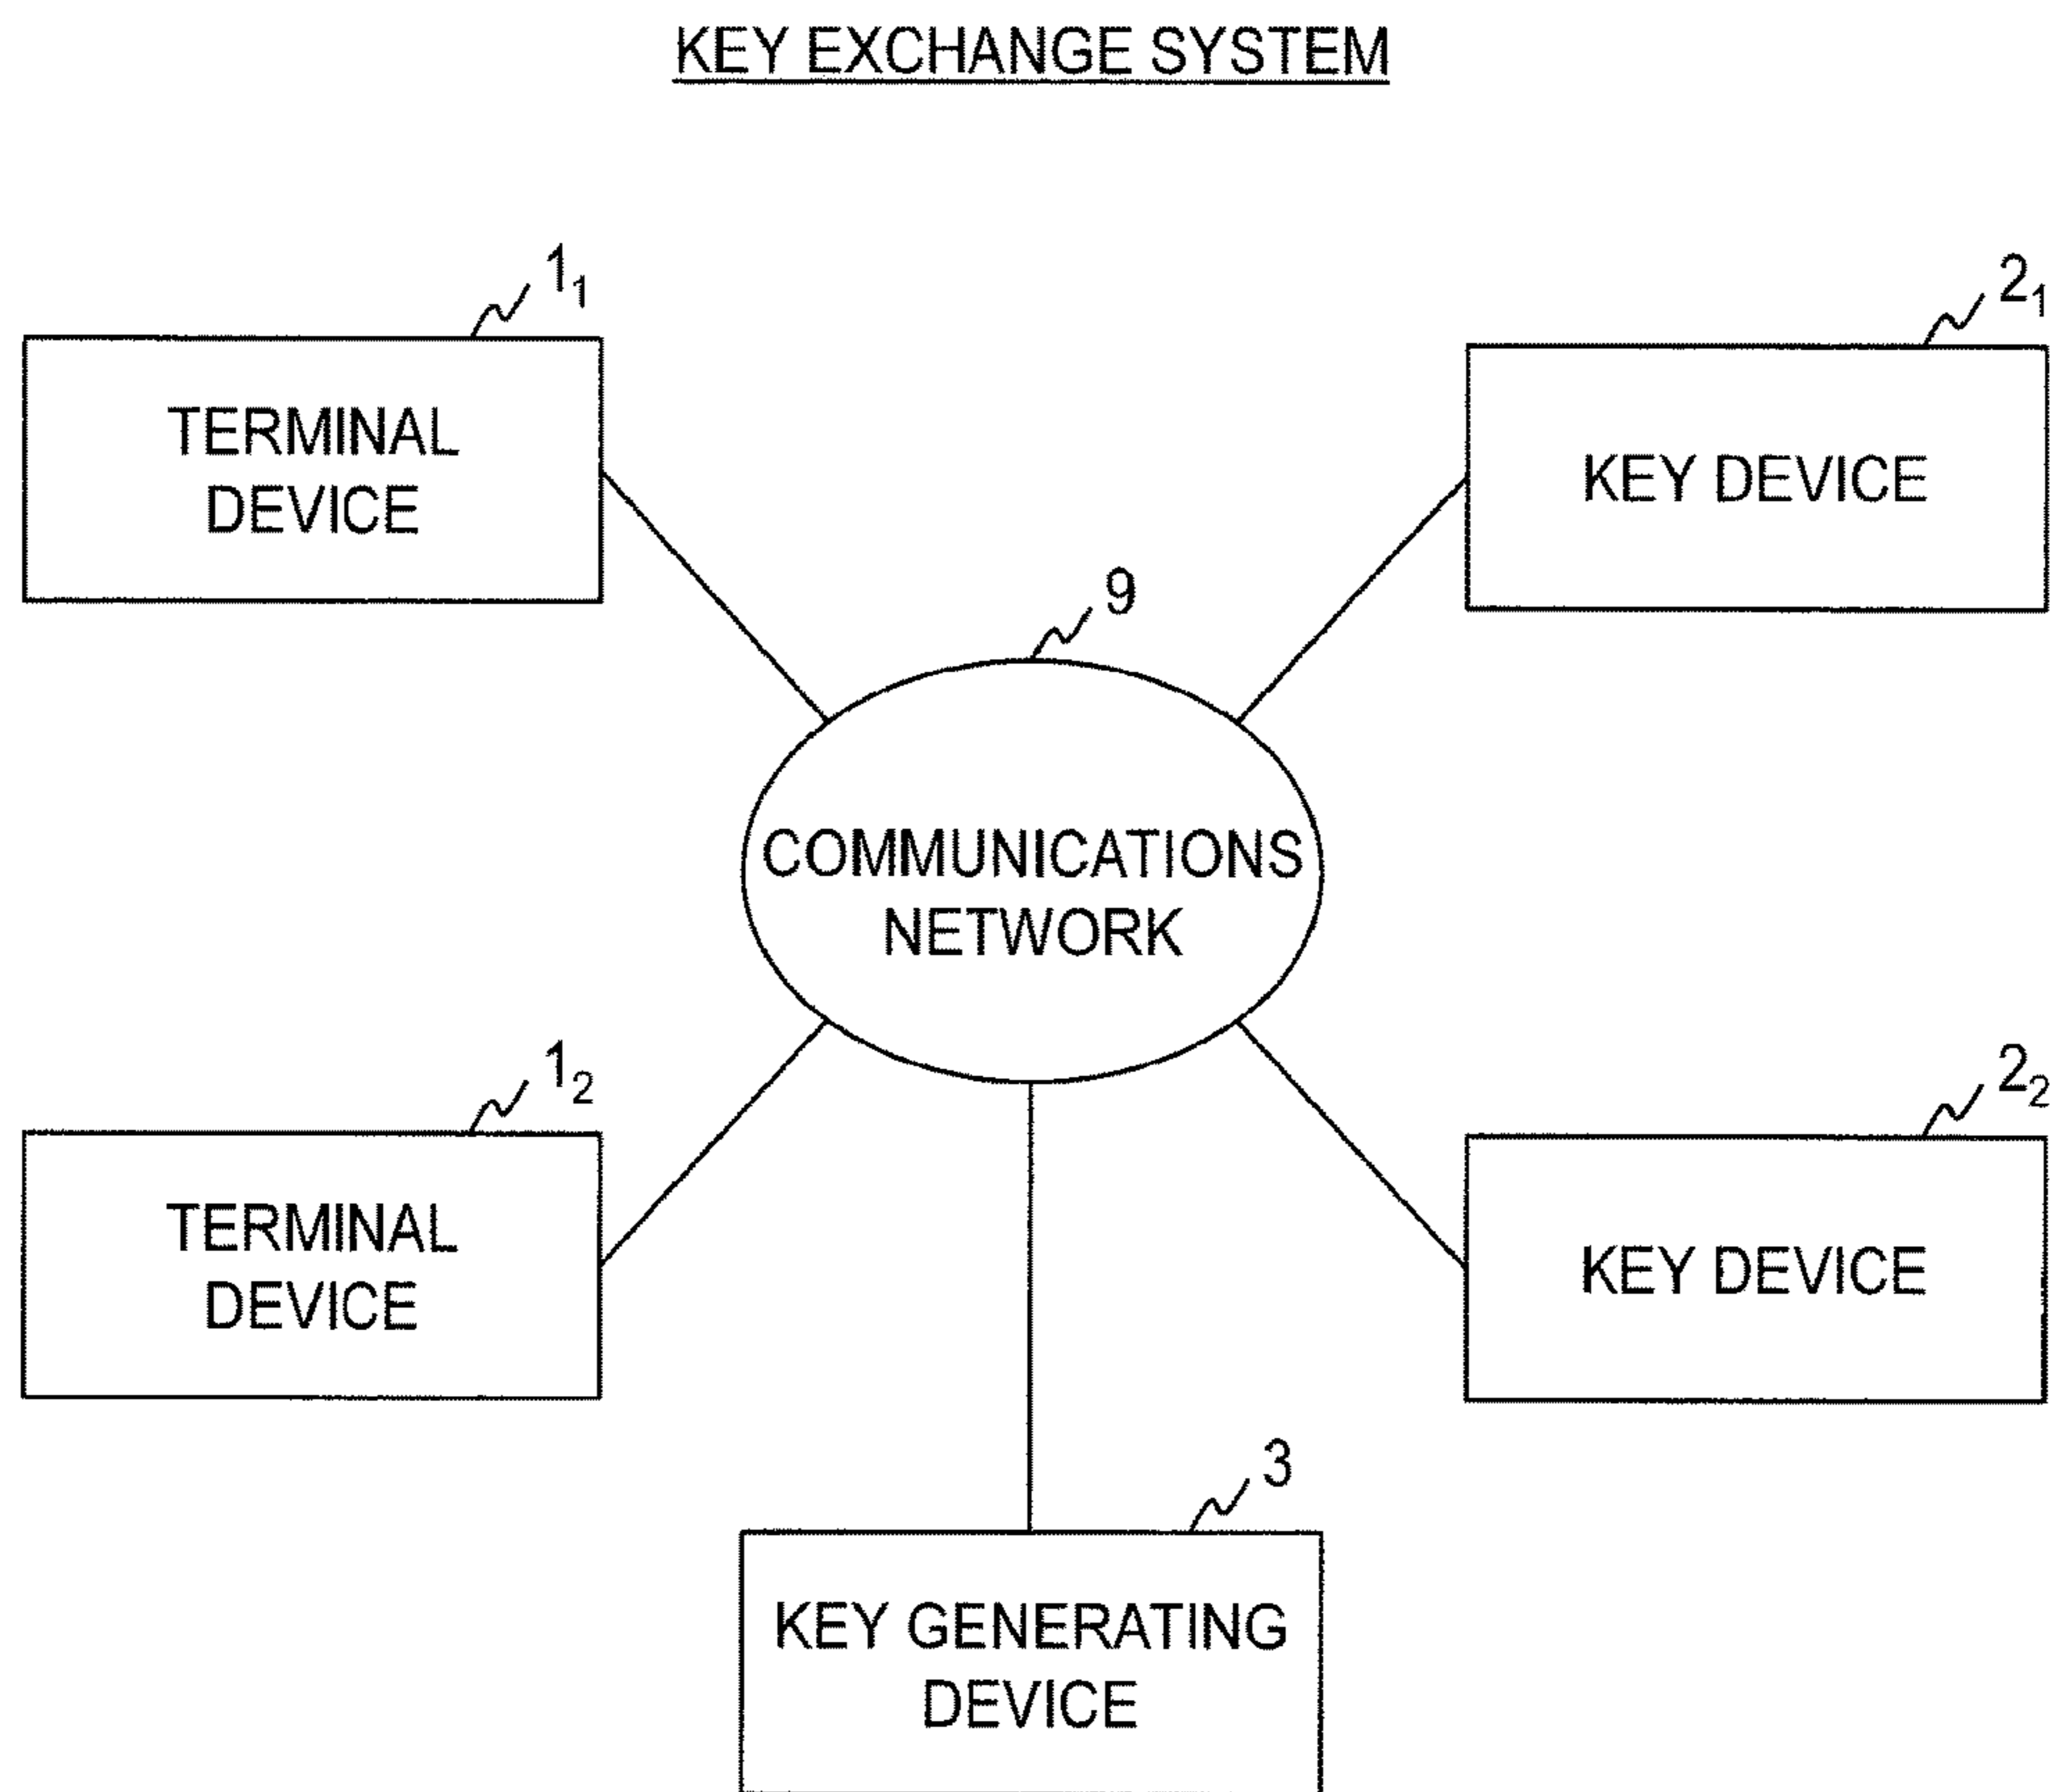 KEY EXCHANGE SYSTEM
1₁
2₁
TERMINAL
DEVICE
KEY DEVICE
9
COMMUNICATIONS
NETWORK
1₂
2₂
TERMINAL
DEVICE
KEY DEVICE
3
KEY GENERATING
DEVICE